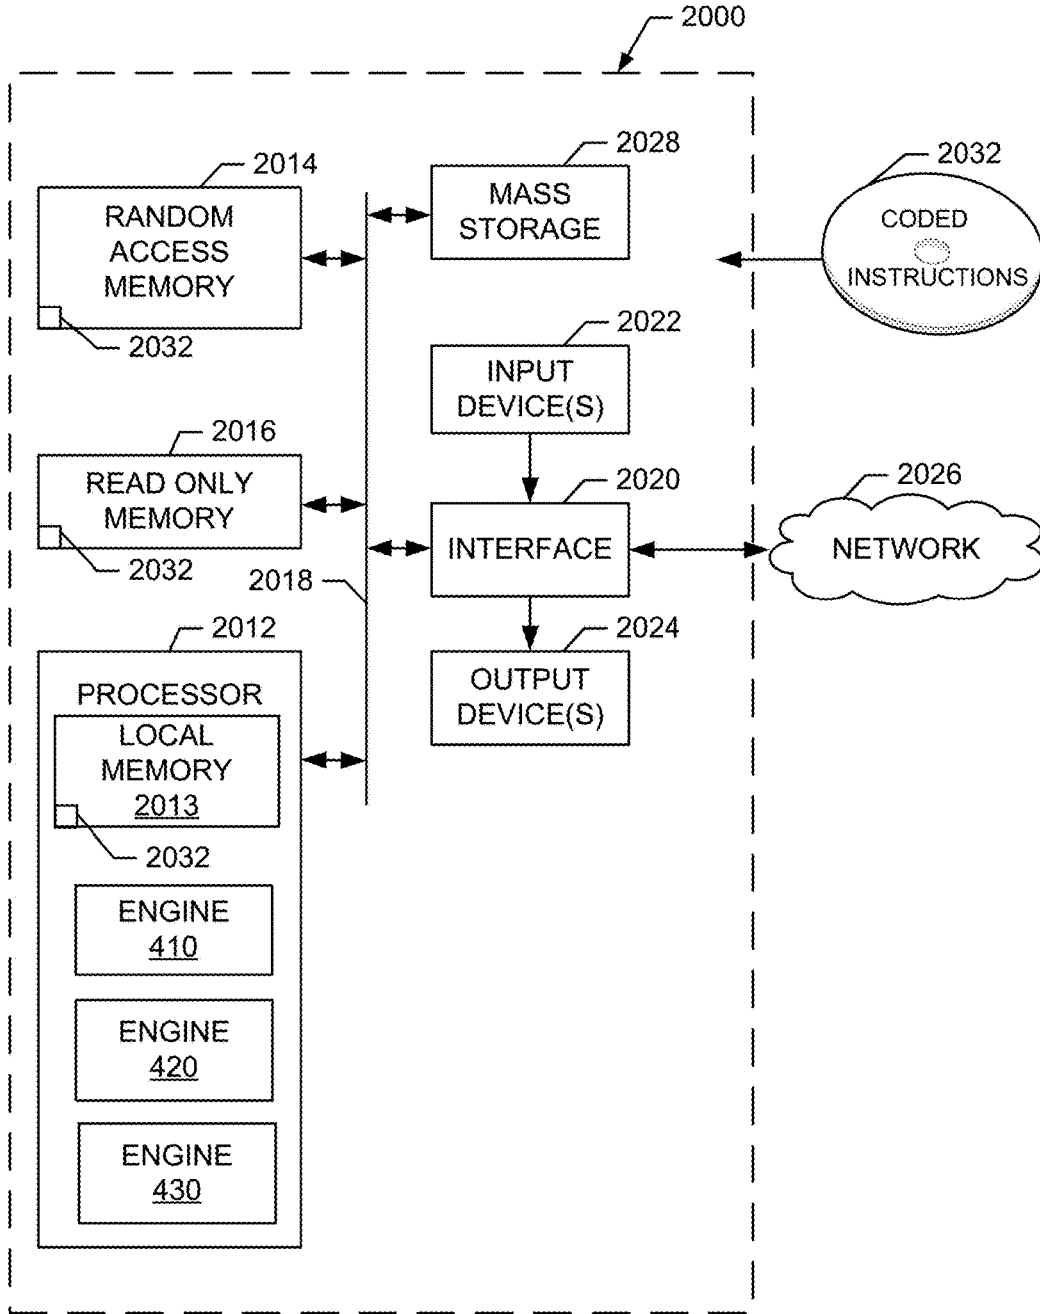 2000
2014
RANDOM
ACCESS
MEMORY
2032
2028
MASS
STORAGE
2032
CODED
INSTRUCTIONS
2022
INPUT
DEVICE(S)
2016
READ ONLY
MEMORY
2032
2020
INTERFACE
2026
NETWORK
2018
2012
PROCESSOR
LOCAL
MEMORY
2013
2032
2024
OUTPUT
DEVICE(S)
ENGINE
410
ENGINE
420
ENGINE
430